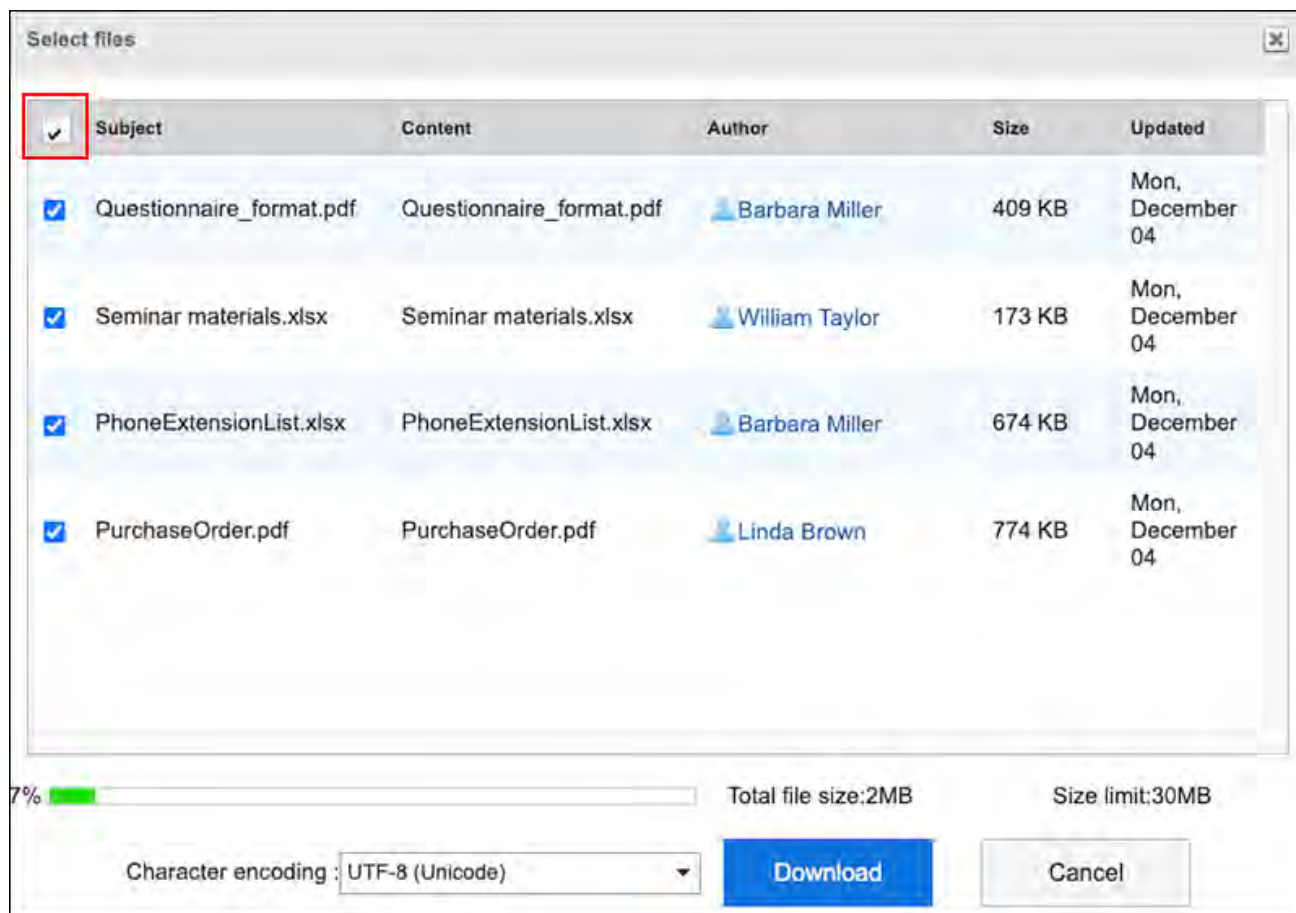 Select files
Subject Content Author Size Updated
Questionnaire_format.pdf Questionnaire_format.pdf Barbara Miller 409 KB Mon, December 04
Seminar materials.xlsx Seminar materials.xlsx William Taylor 173 KB Mon, December 04
PhoneExtensionList.xlsx PhoneExtensionList.xlsx Barbara Miller 674 KB Mon, December 04
PurchaseOrder.pdf PurchaseOrder.pdf Linda Brown 774 KB Mon, December 04
7% Total file size:2MB Size limit:30MB
Character encoding : UTF-8 (Unicode) Download Cancel